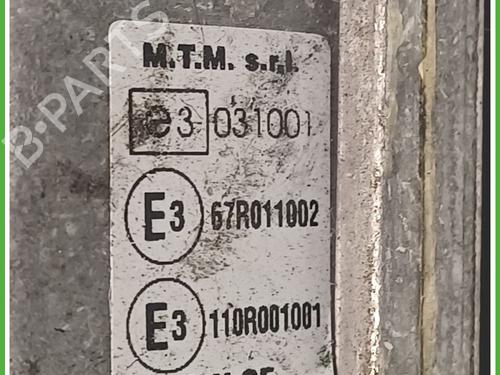 B-PARTS
M.T.M. s.r.l.
e3 031001
E3 67R011002
E3 110R001001